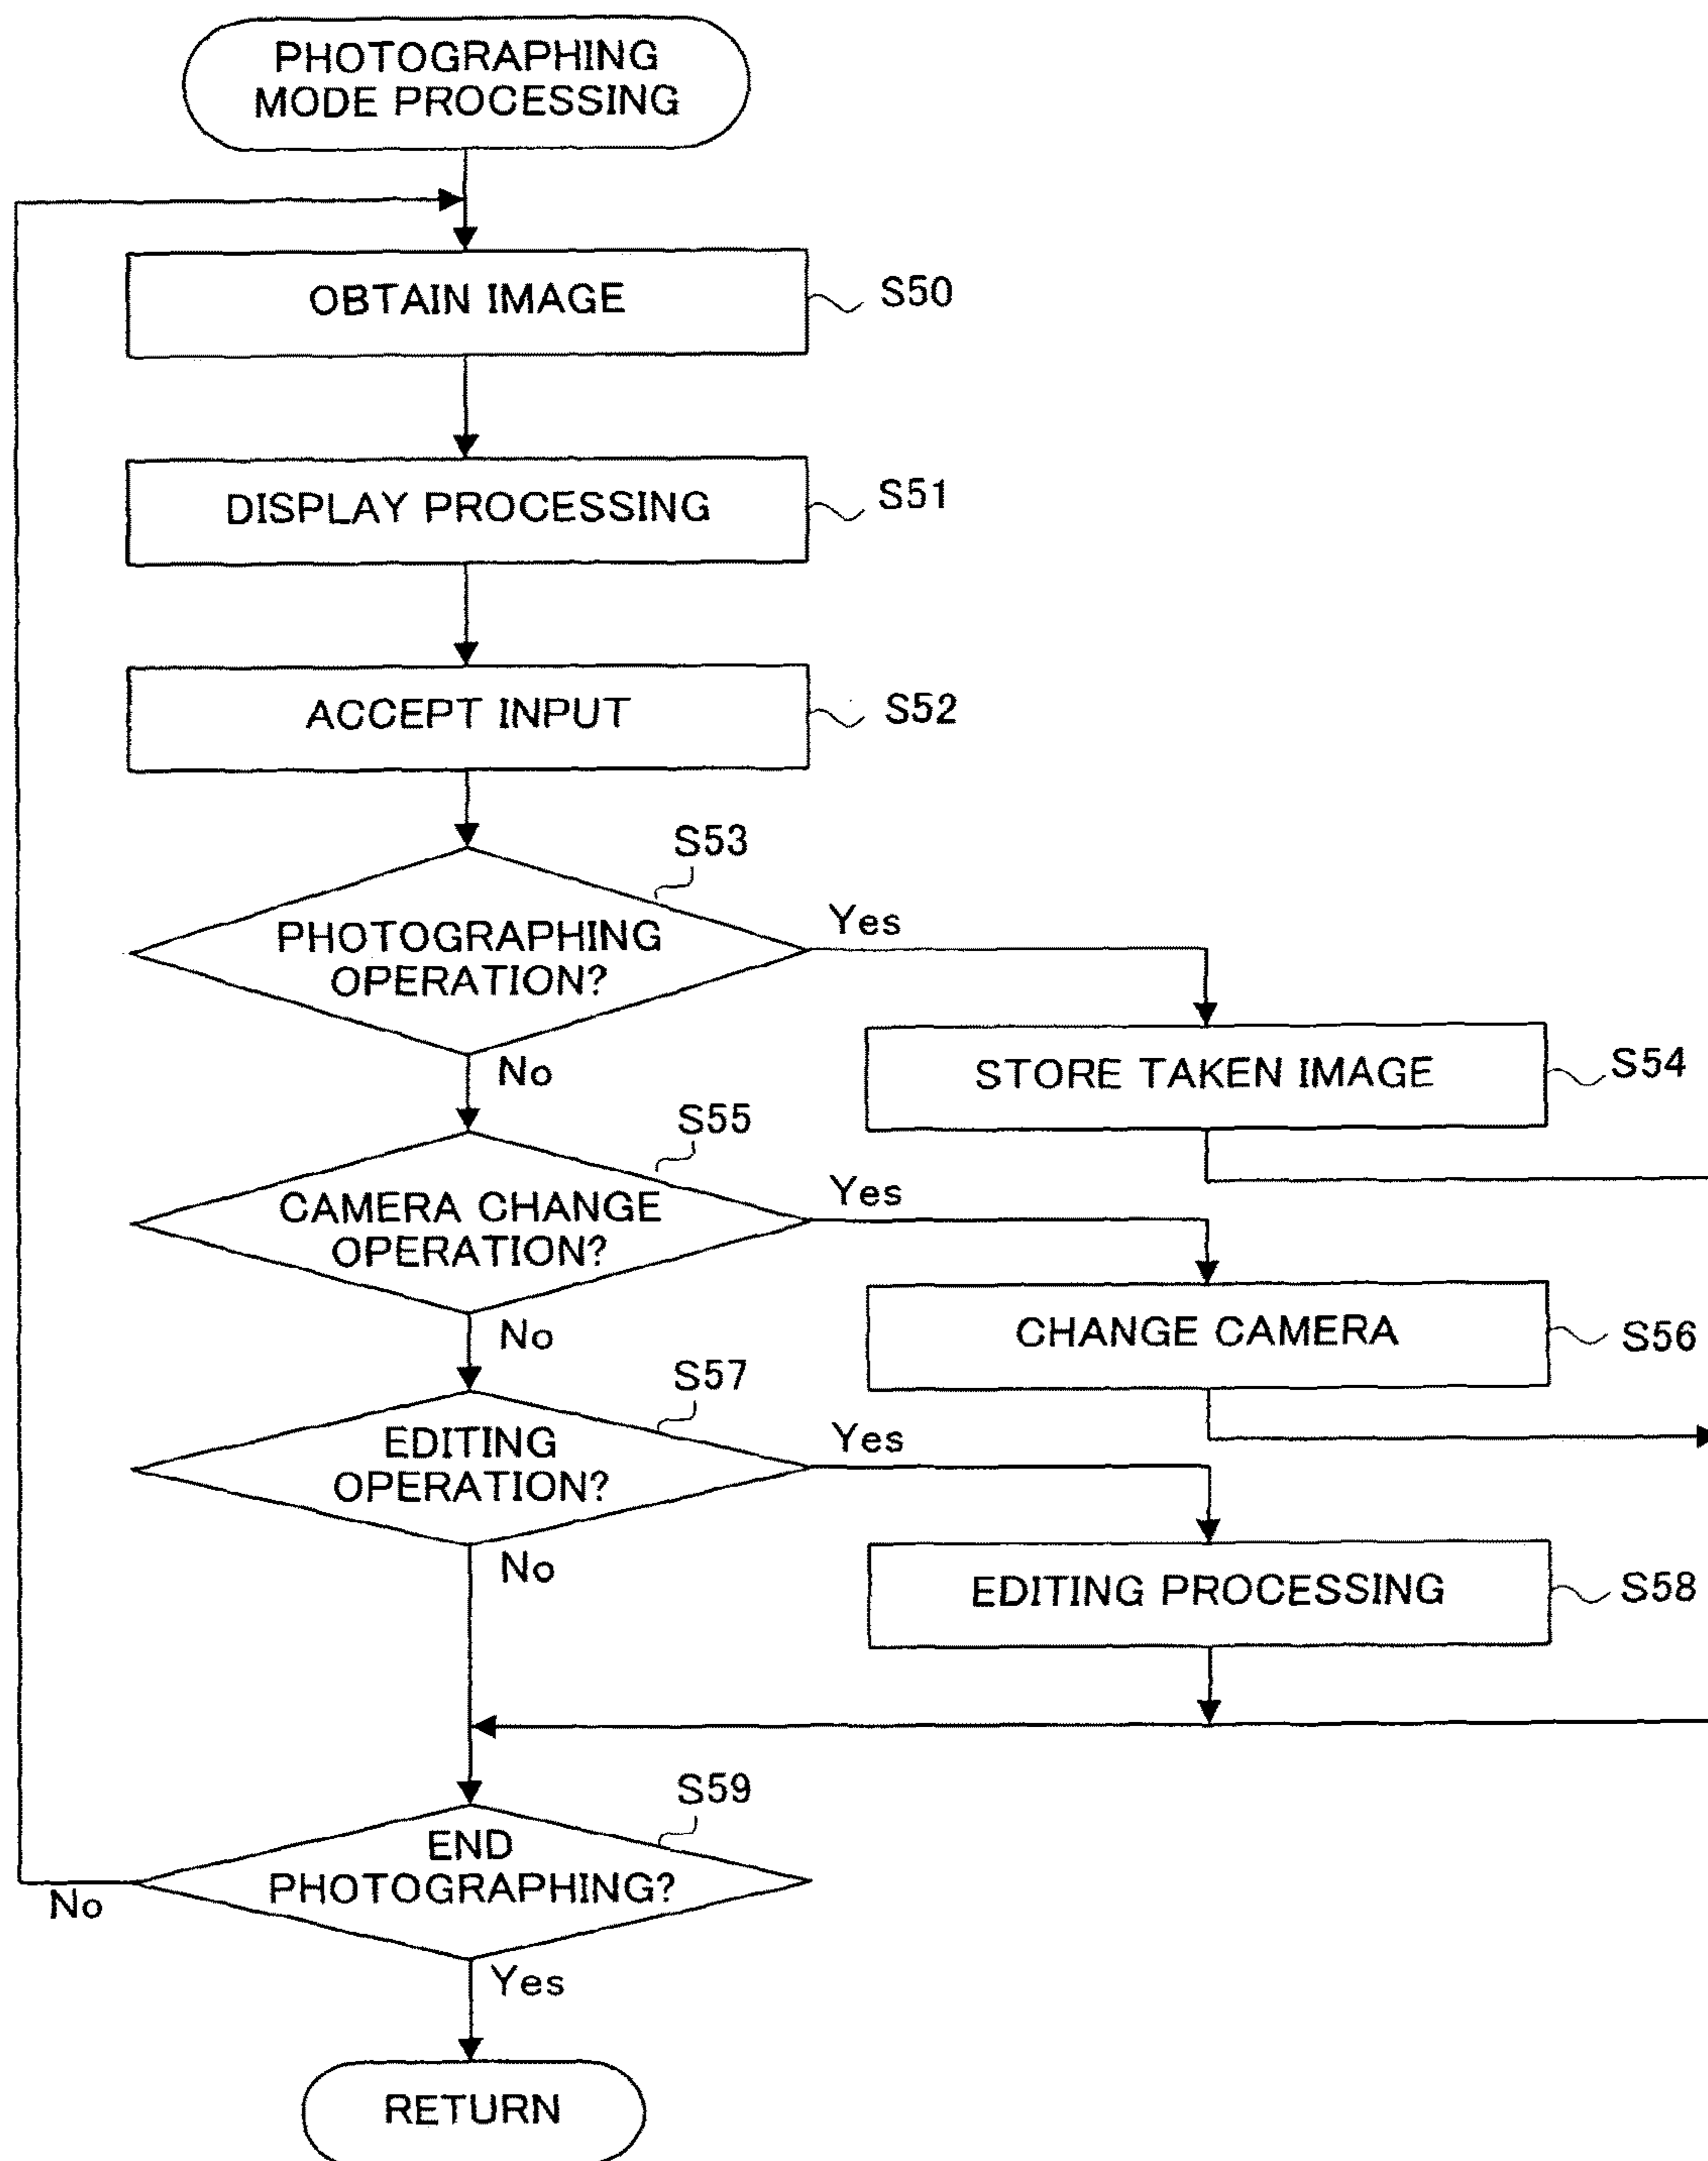 PHOTOGRAPHING
MODE PROCESSING
OBTAIN IMAGE
S50
DISPLAY PROCESSING
S51
ACCEPT INPUT
S52
S53
PHOTOGRAPHING
OPERATION?
Yes
No
STORE TAKEN IMAGE
S54
S55
CAMERA CHANGE
OPERATION?
Yes
No
CHANGE CAMERA
S56
S57
EDITING
OPERATION?
Yes
No
EDITING PROCESSING
S58
S59
END
PHOTOGRAPHING?
No
Yes
RETURN